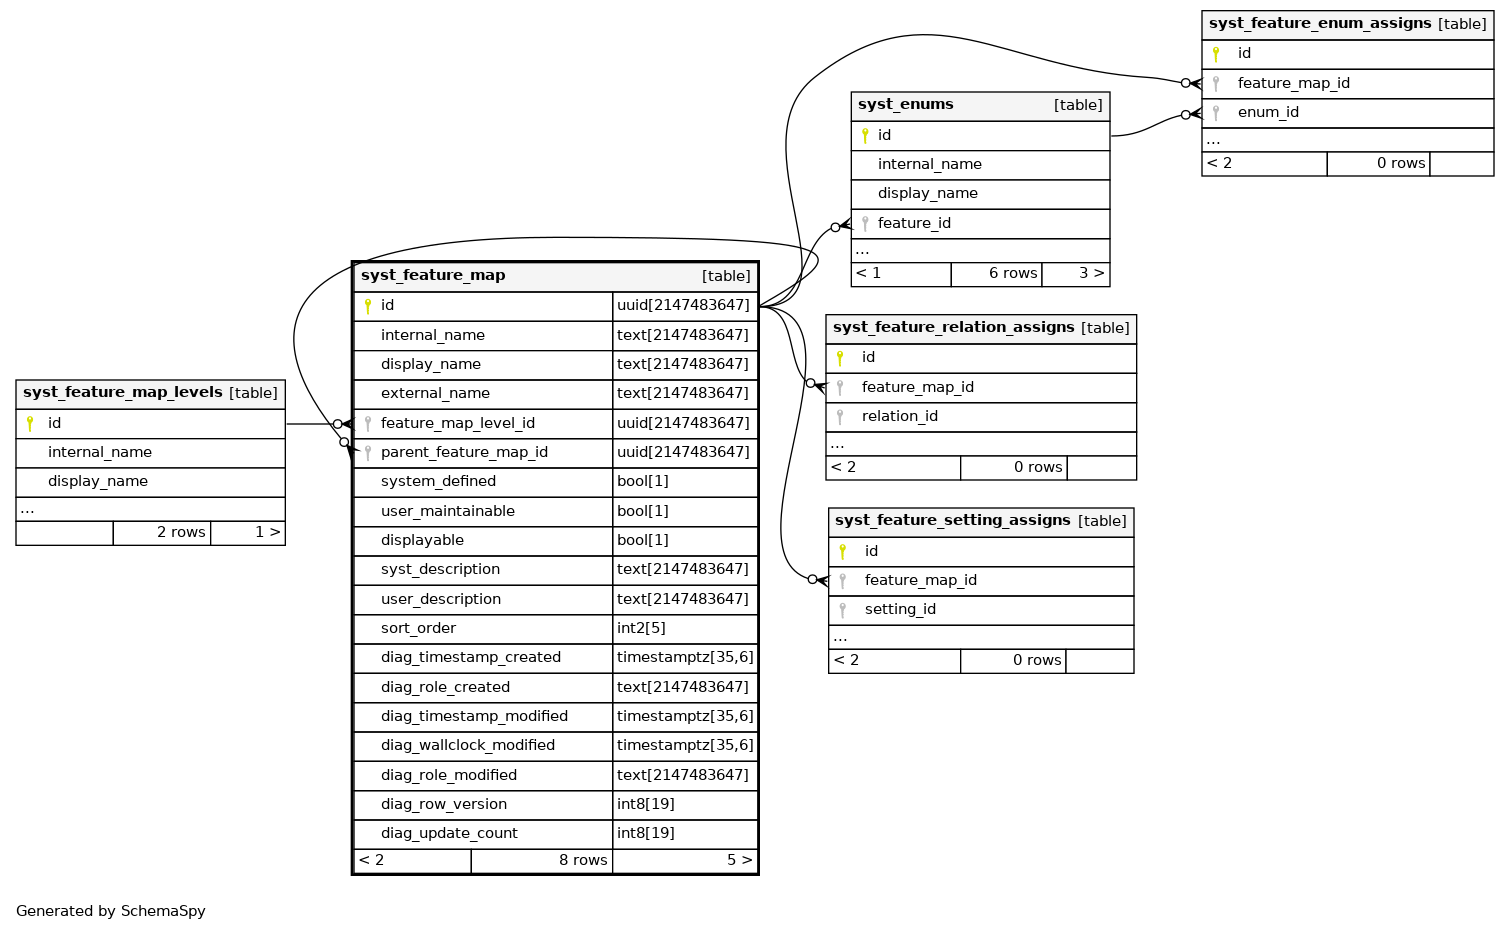 syst_feature_enum_assigns [table]
id
feature_map_id
enum_id
...
< 2 0 rows
syst_enums [table]
id
internal_name
display_name
feature_id
...
< 1 6 rows 3 >
syst_feature_map [table]
id uuid[2147483647]
internal_name text[2147483647]
display_name text[2147483647]
external_name text[2147483647]
feature_map_level_id uuid[2147483647]
parent_feature_map_id uuid[2147483647]
system_defined bool[1]
user_maintainable bool[1]
displayable bool[1]
syst_description text[2147483647]
user_description text[2147483647]
sort_order int2[5]
diag_timestamp_created timestamptz[35,6]
diag_role_created text[2147483647]
diag_timestamp_modified timestamptz[35,6]
diag_wallclock_modified timestamptz[35,6]
diag_role_modified text[2147483647]
diag_row_version int8[19]
diag_update_count int8[19]
< 2 8 rows 5 >
syst_feature_relation_assigns [table]
id
feature_map_id
relation_id
...
< 2 0 rows
syst_feature_map_levels [table]
id
internal_name
display_name
...
2 rows 1 >
syst_feature_setting_assigns [table]
id
feature_map_id
setting_id
...
< 2 0 rows
Generated by SchemaSpy